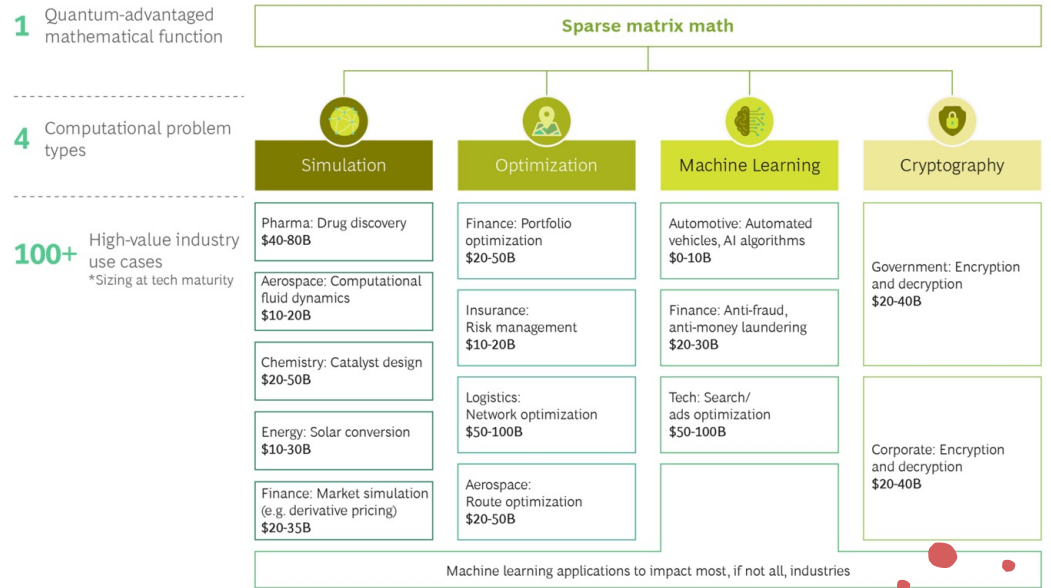 1 Quantum-advantaged
mathematical function
Sparse matrix math
4 Computational problem
types
Simulation
Optimization
Machine Learning
Cryptography
100+ High-value industry
use cases
*Sizing at tech maturity
Pharma: Drug discovery
$40-80B
Aerospace: Computational
fluid dynamics
$10-20B
Chemistry: Catalyst design
$20-50B
Energy: Solar conversion
$10-30B
Finance: Market simulation
(e.g. derivative pricing)
$20-35B
Finance: Portfolio
optimization
$20-50B
Insurance:
Risk management
$10-20B
Logistics:
Network optimization
$50-100B
Aerospace:
Route optimization
$20-50B
Automotive: Automated
vehicles, AI algorithms
$0-10B
Finance: Anti-fraud,
anti-money laundering
$20-30B
Tech: Search/
ads optimization
$50-100B
Government: Encryption
and decryption
$20-40B
Corporate: Encryption
and decryption
$20-40B
Machine learning applications to impact most, if not all, industries